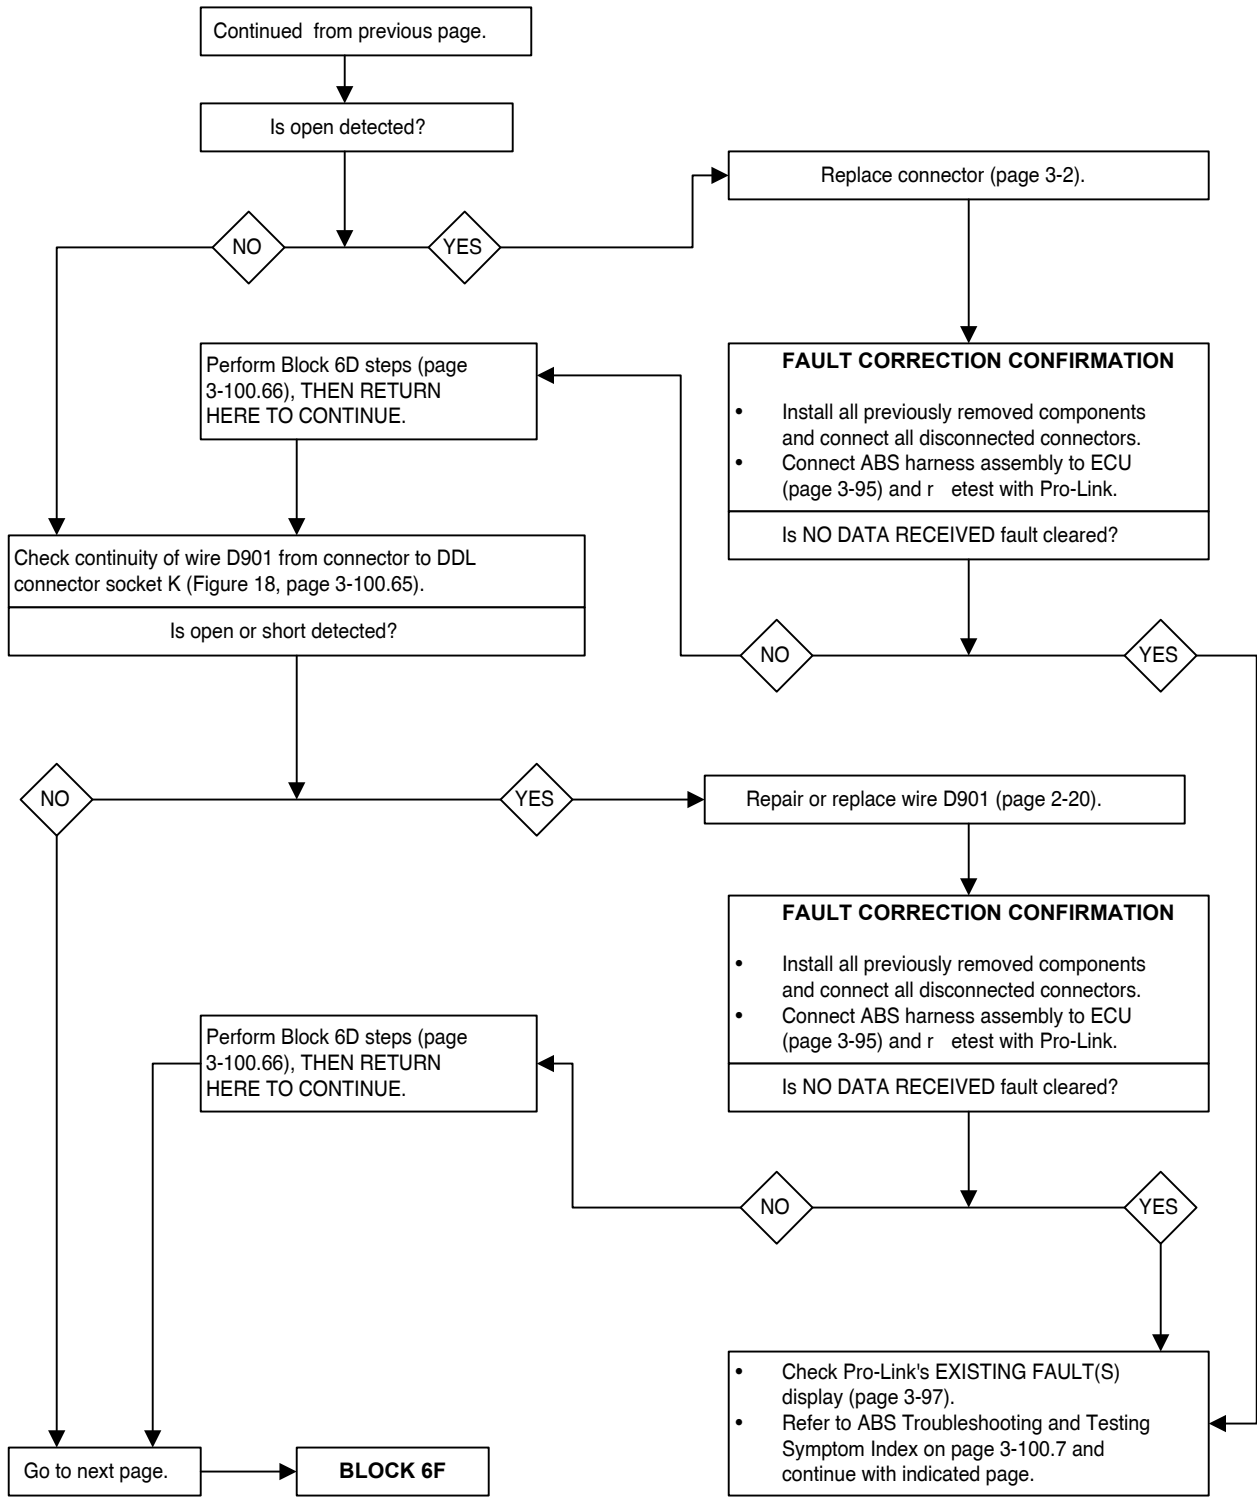 Continued from previous page.
Is open detected?
Replace connector (page 3-2).
NO
YES
FAULT CORRECTION CONFIRMATION
• Install all previously removed components
and connect all disconnected connectors.
• Connect ABS harness assembly to ECU
(page 3-95) and r etest with Pro-Link.
Is NO DATA RECEIVED fault cleared?
Perform Block 6D steps (page
3-100.66), THEN RETURN
HERE TO CONTINUE.
Check continuity of wire D901 from connector to DDL
connector socket K (Figure 18, page 3-100.65).
Is open or short detected?
NO
YES
NO
YES
Repair or replace wire D901 (page 2-20).
FAULT CORRECTION CONFIRMATION
• Install all previously removed components
and connect all disconnected connectors.
• Connect ABS harness assembly to ECU
(page 3-95) and r etest with Pro-Link.
Is NO DATA RECEIVED fault cleared?
Perform Block 6D steps (page
3-100.66), THEN RETURN
HERE TO CONTINUE.
NO
YES
• Check Pro-Link's EXISTING FAULT(S)
display (page 3-97).
• Refer to ABS Troubleshooting and Testing
Symptom Index on page 3-100.7 and
continue with indicated page.
Go to next page.
BLOCK 6F